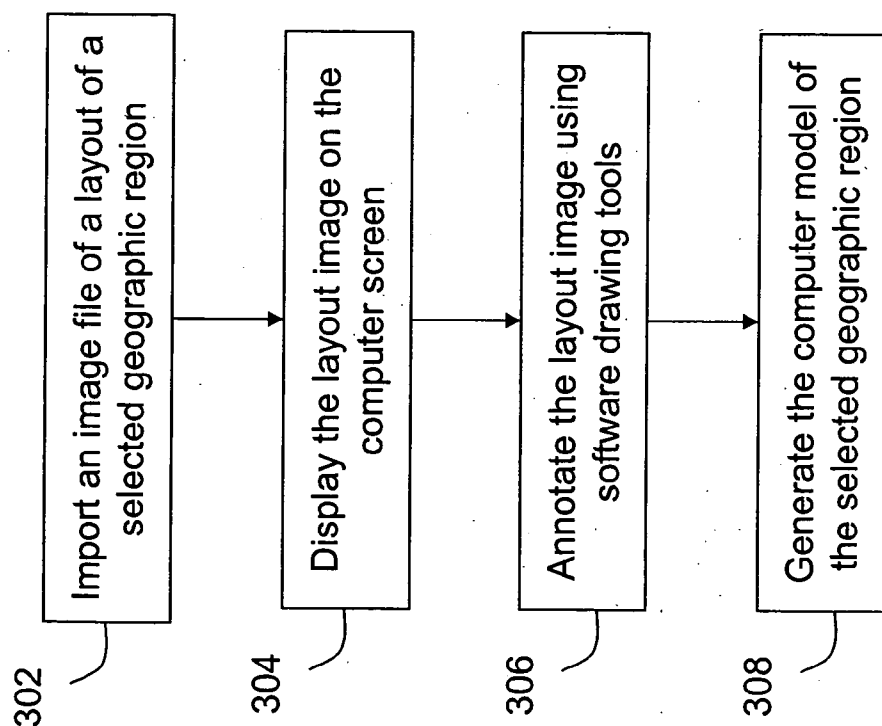 302
Import an image file of a layout of a
selected geographic region
304
Display the layout image on the
computer screen
306
Annotate the layout image using
software drawing tools
308
Generate the computer model of
the selected geographic region